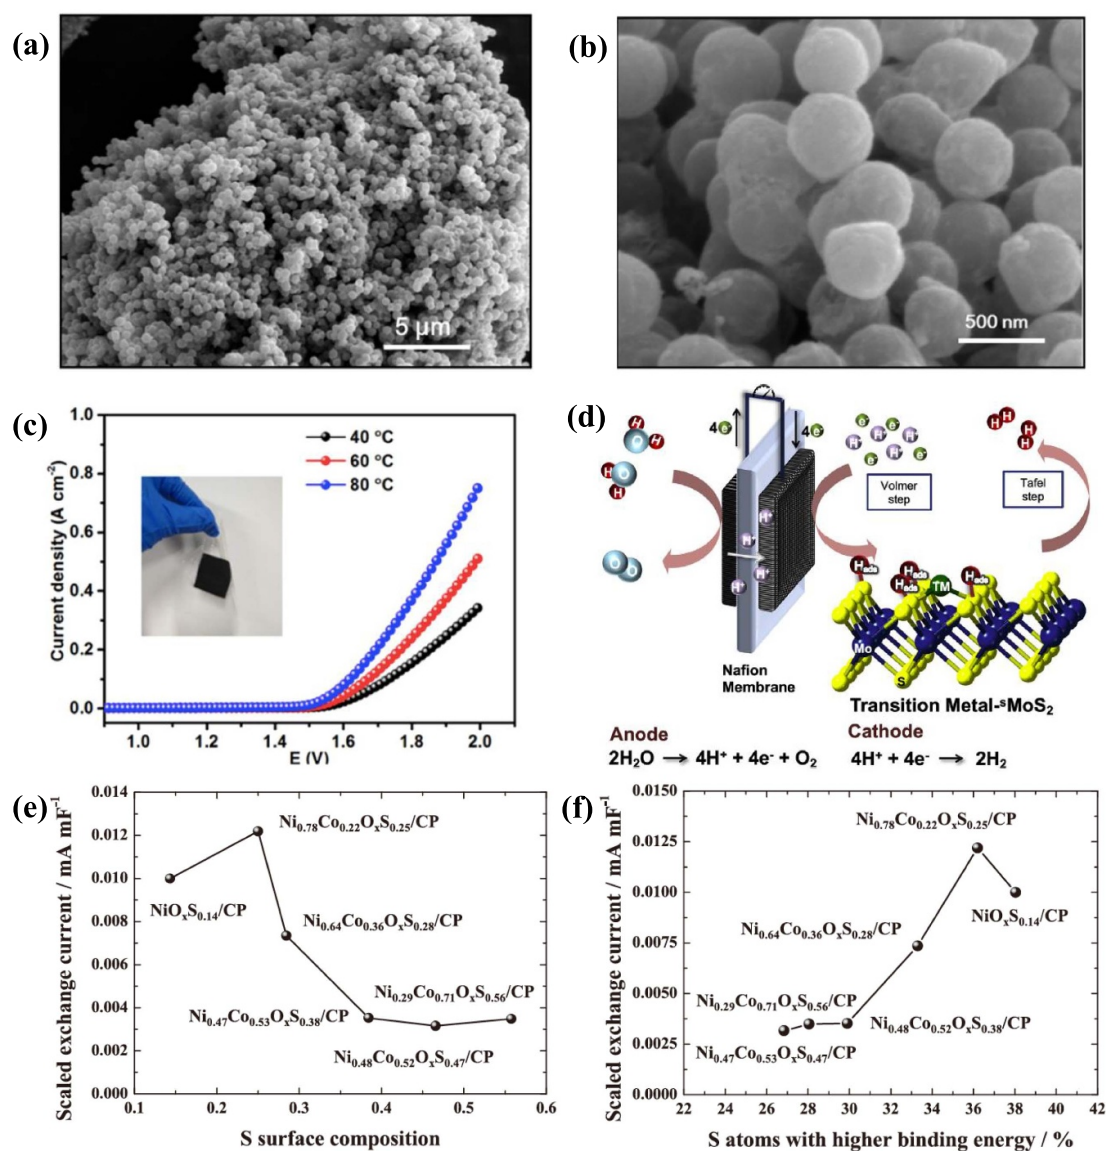 (a)
5 μm
(b)
500 nm
(c)
Current density (A cm⁻²)
1.0
0.8
0.6
0.4
0.2
0.0
40 °C
60 °C
80 °C
1.0 1.2 1.4 1.6 1.8 2.0
E (V)
(d)
H
H
O
H
O
H
O
O
4 e⁻
4 e⁻
H⁺
H⁺
H⁺
H⁺
H⁺
Nafion
Membrane
e⁻ e⁻
H⁺ H⁺ H⁺
e⁻ H⁺ H⁺ e⁻
Volmer
step
H H
H
H
Tafel
step
Hads
Hads
Hads
TM
Hads
Mo
S
Transition Metal-ˢMoS₂
Anode
2H₂O → 4H⁺ + 4e⁻ + O₂
Cathode
4H⁺ + 4e⁻ → 2H₂
(e)
Scaled exchange current / mA mF⁻¹
0.014
0.012
0.010
0.008
0.006
0.004
0.002
0.000
Ni0.78Co0.22OxS0.25/CP
NiOxS0.14/CP
Ni0.64Co0.36OxS0.28/CP
Ni0.29Co0.71OxS0.56/CP
Ni0.47Co0.53OxS0.38/CP
Ni0.48Co0.52OxS0.47/CP
0.1 0.2 0.3 0.4 0.5 0.6
S surface composition
(f)
Scaled exchange current / mA mF⁻¹
0.0150
0.0125
0.0100
0.0075
0.0050
0.0025
0.0000
Ni0.78Co0.22OxS0.25/CP
NiOxS0.14/CP
Ni0.64Co0.36OxS0.28/CP
Ni0.29Co0.71OxS0.56/CP
Ni0.48Co0.52OxS0.38/CP
Ni0.47Co0.53OxS0.47/CP
22 24 26 28 30 32 34 36 38 40 42
S atoms with higher binding energy / %